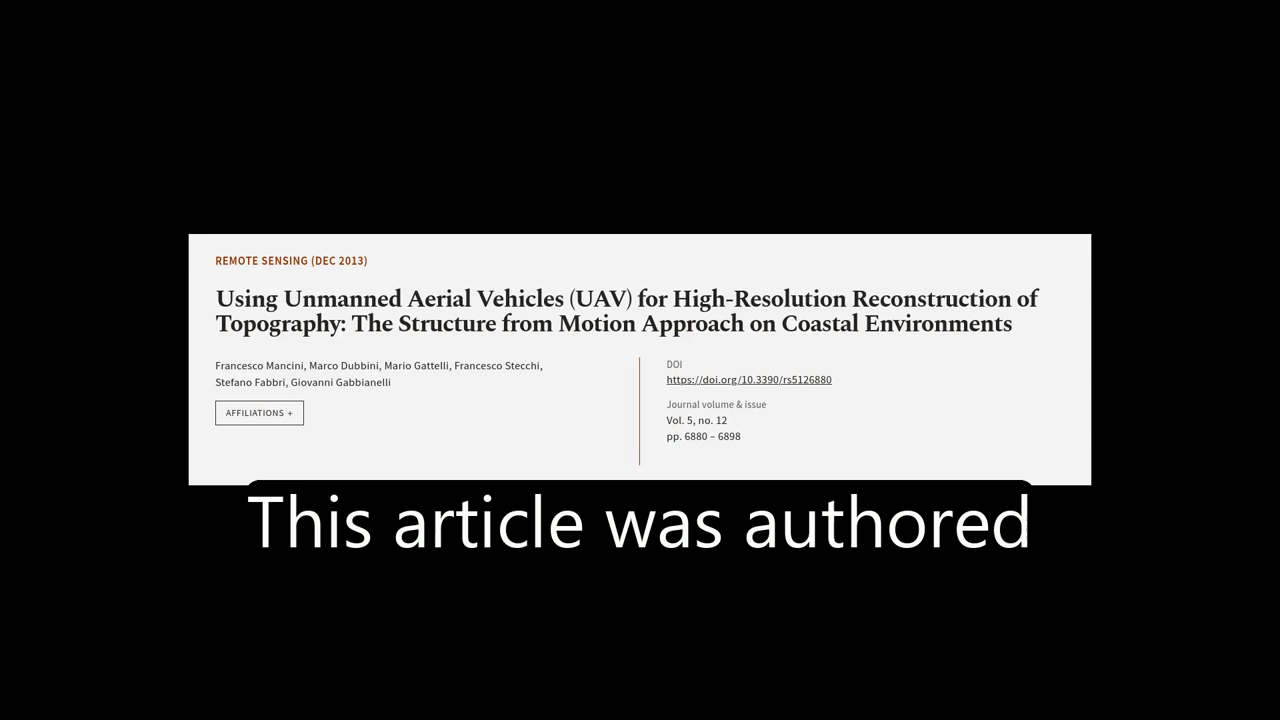 REMOTE SENSING (DEC 2013)
Using Unmanned Aerial Vehicles (UAV) for High-Resolution Reconstruction of
Topography: The Structure from Motion Approach on Coastal Environments
Francesco Mancini, Marco Dubbini, Mario Gattelli, Francesco Stecchi,
Stefano Fabbri, Giovanni Gabbianelli
AFFILIATIONS +
DOI
https://doi.org/10.3390/rs5126880
Journal volume & issue
Vol. 5, no. 12
pp. 6880 – 6898
This article was authored